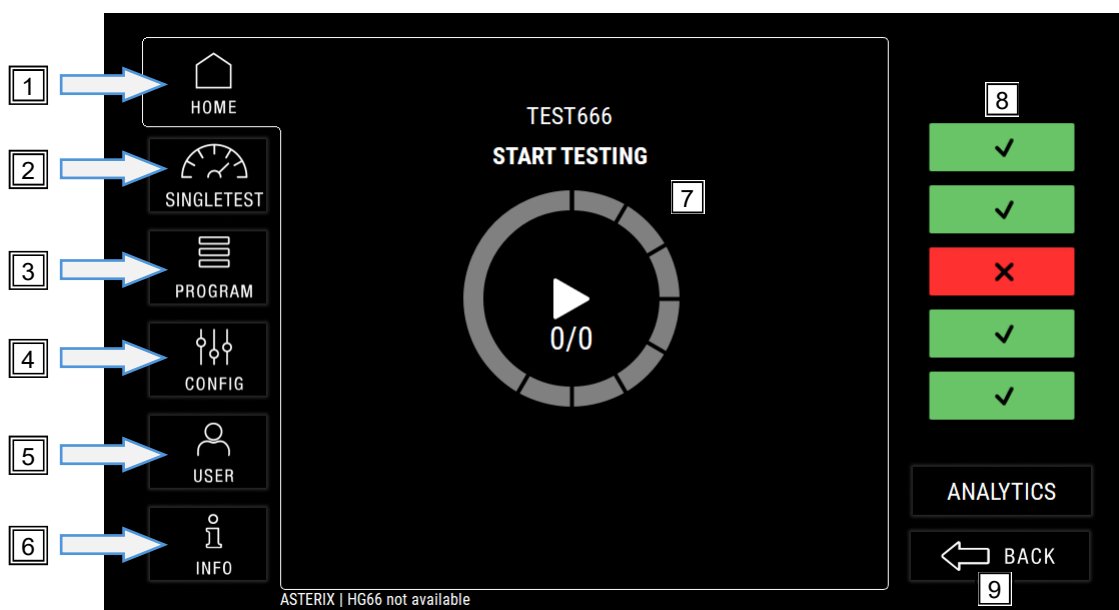 1
HOME
2
SINGLETEST
3
PROGRAM
4
CONFIG
5
USER
6
INFO
TEST666
START TESTING
7
0/0
8
ANALYTICS
BACK
9
ASTERIX | HG66 not available